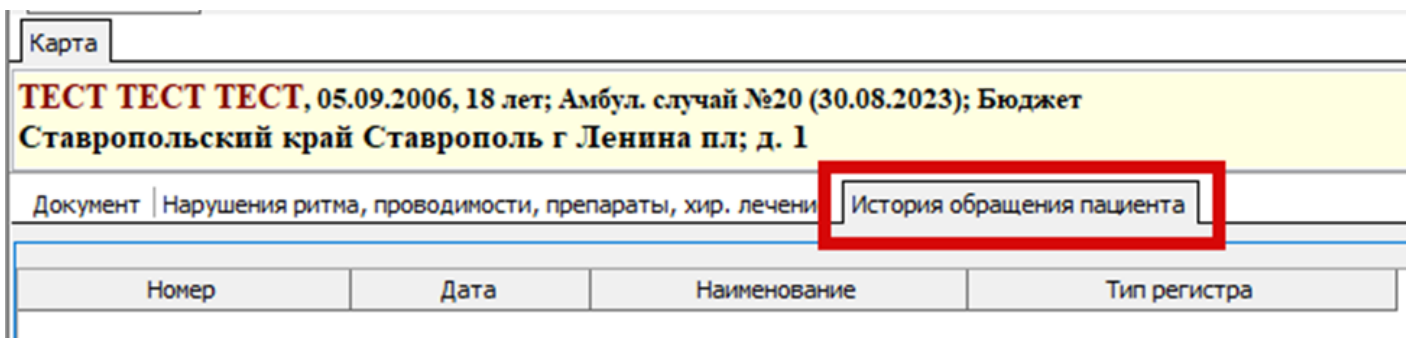 Карта
ТЕСТ ТЕСТ ТЕСТ, 05.09.2006, 18 лет; Амбул. случай №20 (30.08.2023); Бюджет
Ставропольский край Ставрополь г Ленина пл; д. 1
Документ Нарушения ритма, проводимости, препараты, хир. лечени История обращения пациента
Номер Дата Наименование Тип регистра